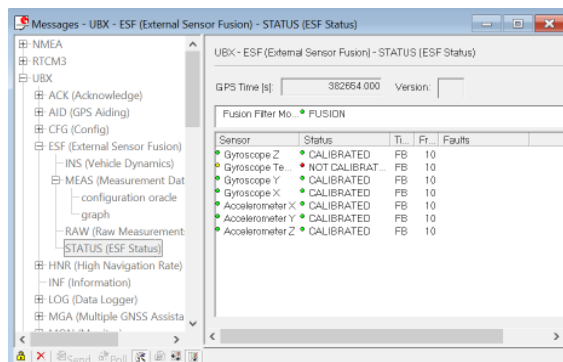 Messages - UBX - ESF (External Sensor Fusion) - STATUS (ESF Status)
NMEA
RTCM3
UBX
ACK (Acknowledge)
AID (GPS Aiding)
CFG (Config)
ESF (External Sensor Fusion)
INS (Vehicle Dynamics)
MEAS (Measurement Dat
configuration oracle
graph
RAW (Raw Measurement
STATUS (ESF Status)
HNR (High Navigation Rate)
INF (Information)
LOG (Data Logger)
MGA (Multiple GNSS Assista
UBX - ESF (External Sensor Fusion) - STATUS (ESF Status)
GPS Time [s]: 382654.000 Version:
Fusion Filter Mo... FUSION
Sensor Status Ti... Fr... Faults
Gyroscope Z CALIBRATED FB 10
Gyroscope Te... NOT CALIBRAT... FB 10
Gyroscope Y CALIBRATED FB 10
Gyroscope X CALIBRATED FB 10
Accelerometer X CALIBRATED FB 10
Accelerometer Y CALIBRATED FB 10
Accelerometer Z CALIBRATED FB 10
Send Poll